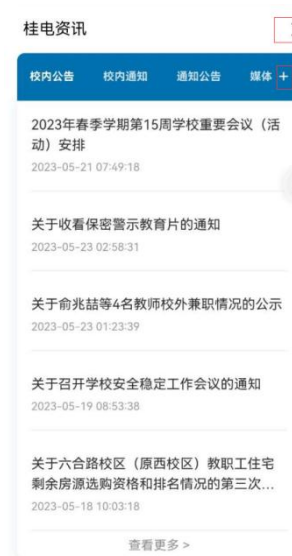 桂电资讯
校内公告 校内通知 通知公告 媒体 +
2023年春季学期第15周学校重要会议（活
动）安排
2023-05-21 07:49:18
关于收看保密警示教育片的通知
2023-05-23 02:58:31
关于俞兆喆等4名教师校外兼职情况的公示
2023-05-23 01:23:39
关于召开学校安全稳定工作会议的通知
2023-05-19 08:53:38
关于六合路校区（原西校区）教职工住宅
剩余房源选购资格和排名情况的第三次...
2023-05-18 10:03:18
查看更多 >